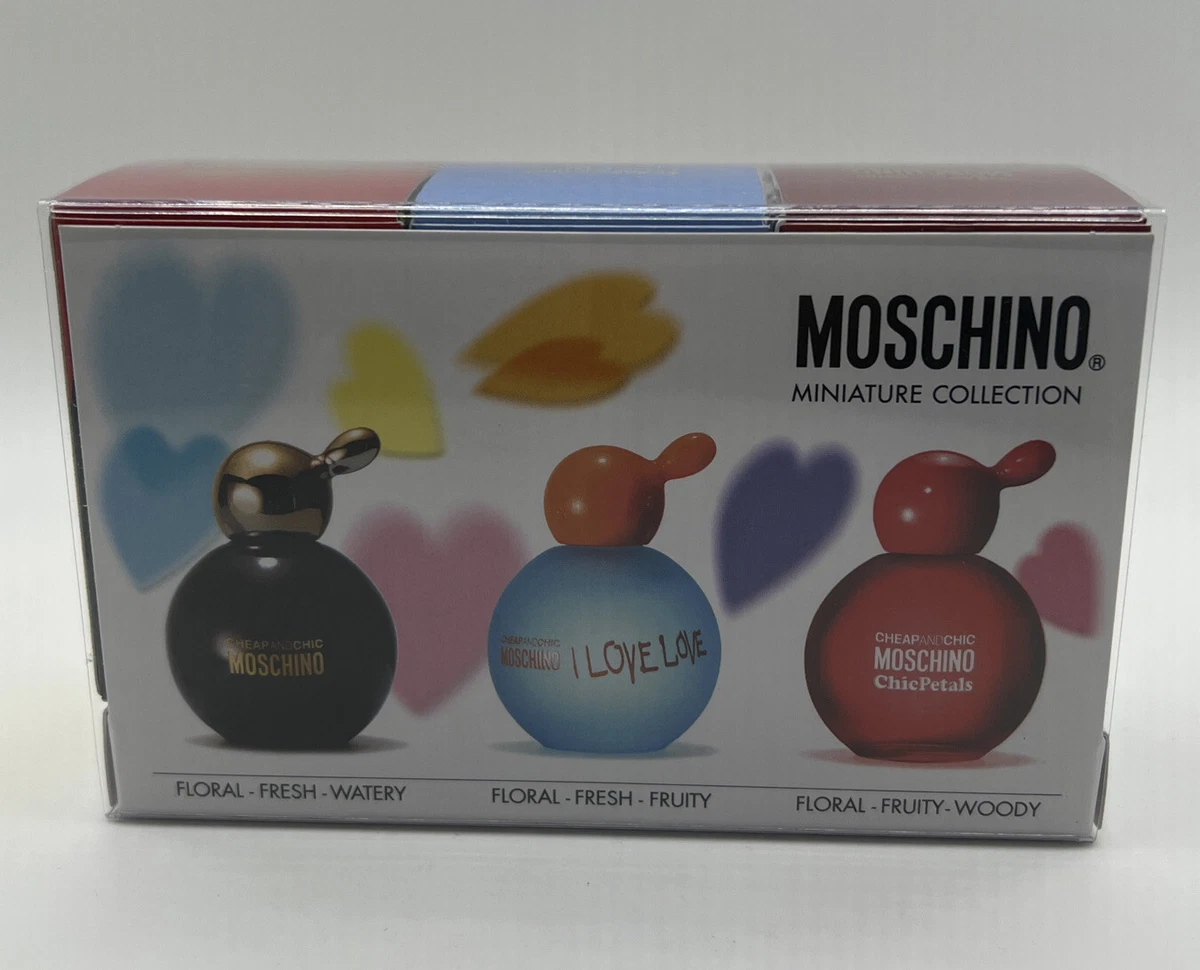 MOSCHINO®
MINIATURE COLLECTION
CHEAPANDCHIC
MOSCHINO
CHEAPANDCHIC
MOSCHINO
I LOVE LOVE
CHEAPANDCHIC
MOSCHINO
ChicPetals
FLORAL - FRESH - WATERY
FLORAL - FRESH - FRUITY
FLORAL - FRUITY - WOODY